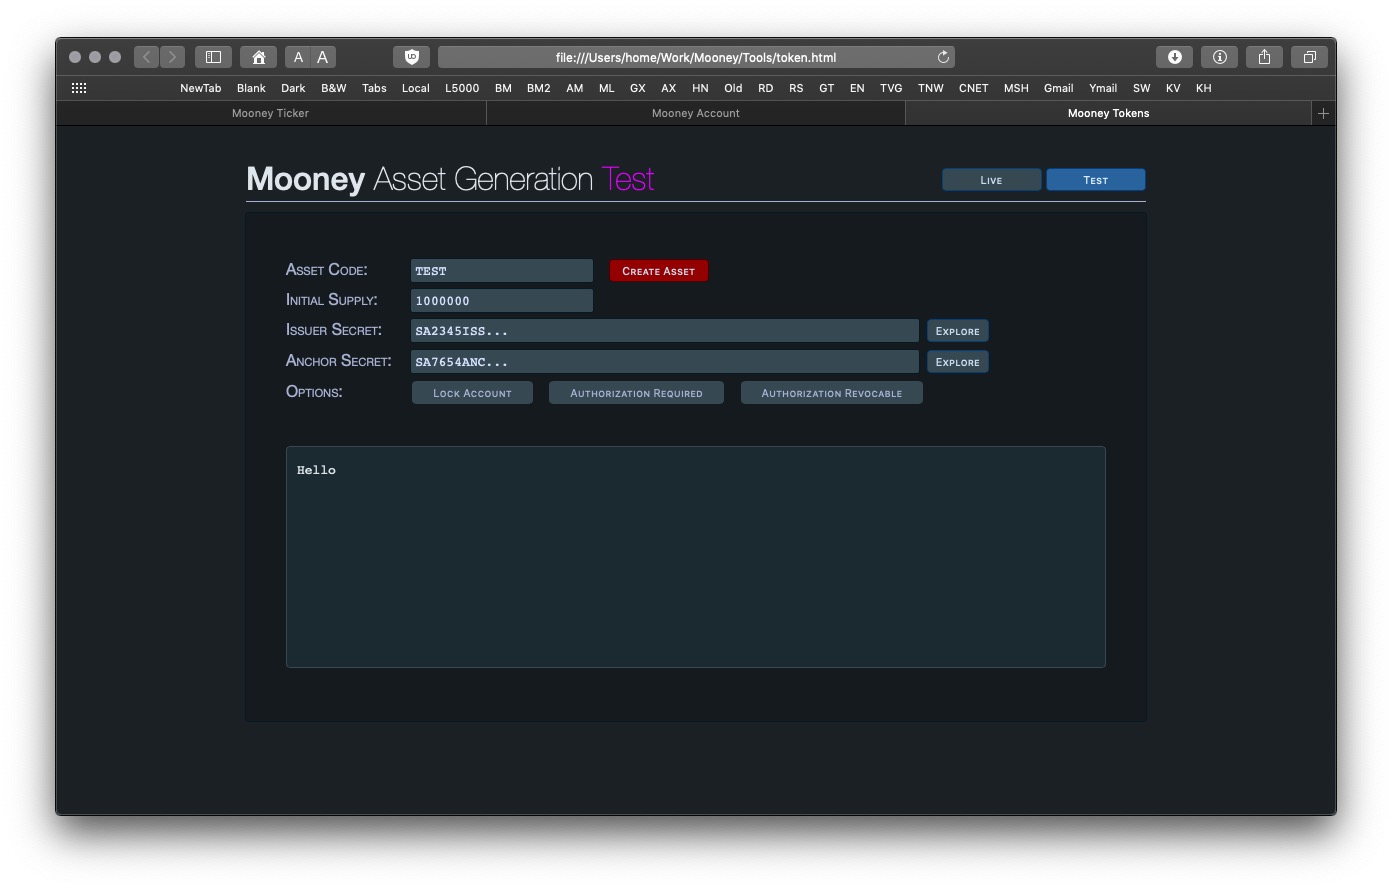 A A UD file:///Users/home/Work/Mooney/Tools/token.html
NewTab Blank Dark B&W Tabs Local L5000 BM BM2 AM ML GX AX HN Old RD RS GT EN TVG TNW CNET MSH Gmail Ymail SW KV KH
Mooney Ticker Mooney Account Mooney Tokens +
Mooney Asset Generation Test Live Test
Asset Code: TEST Create Asset
Initial Supply: 1000000
Issuer Secret: SA2345ISS... Explore
Anchor Secret: SA7654ANC... Explore
Options: Lock Account Authorization Required Authorization Revocable
Hello